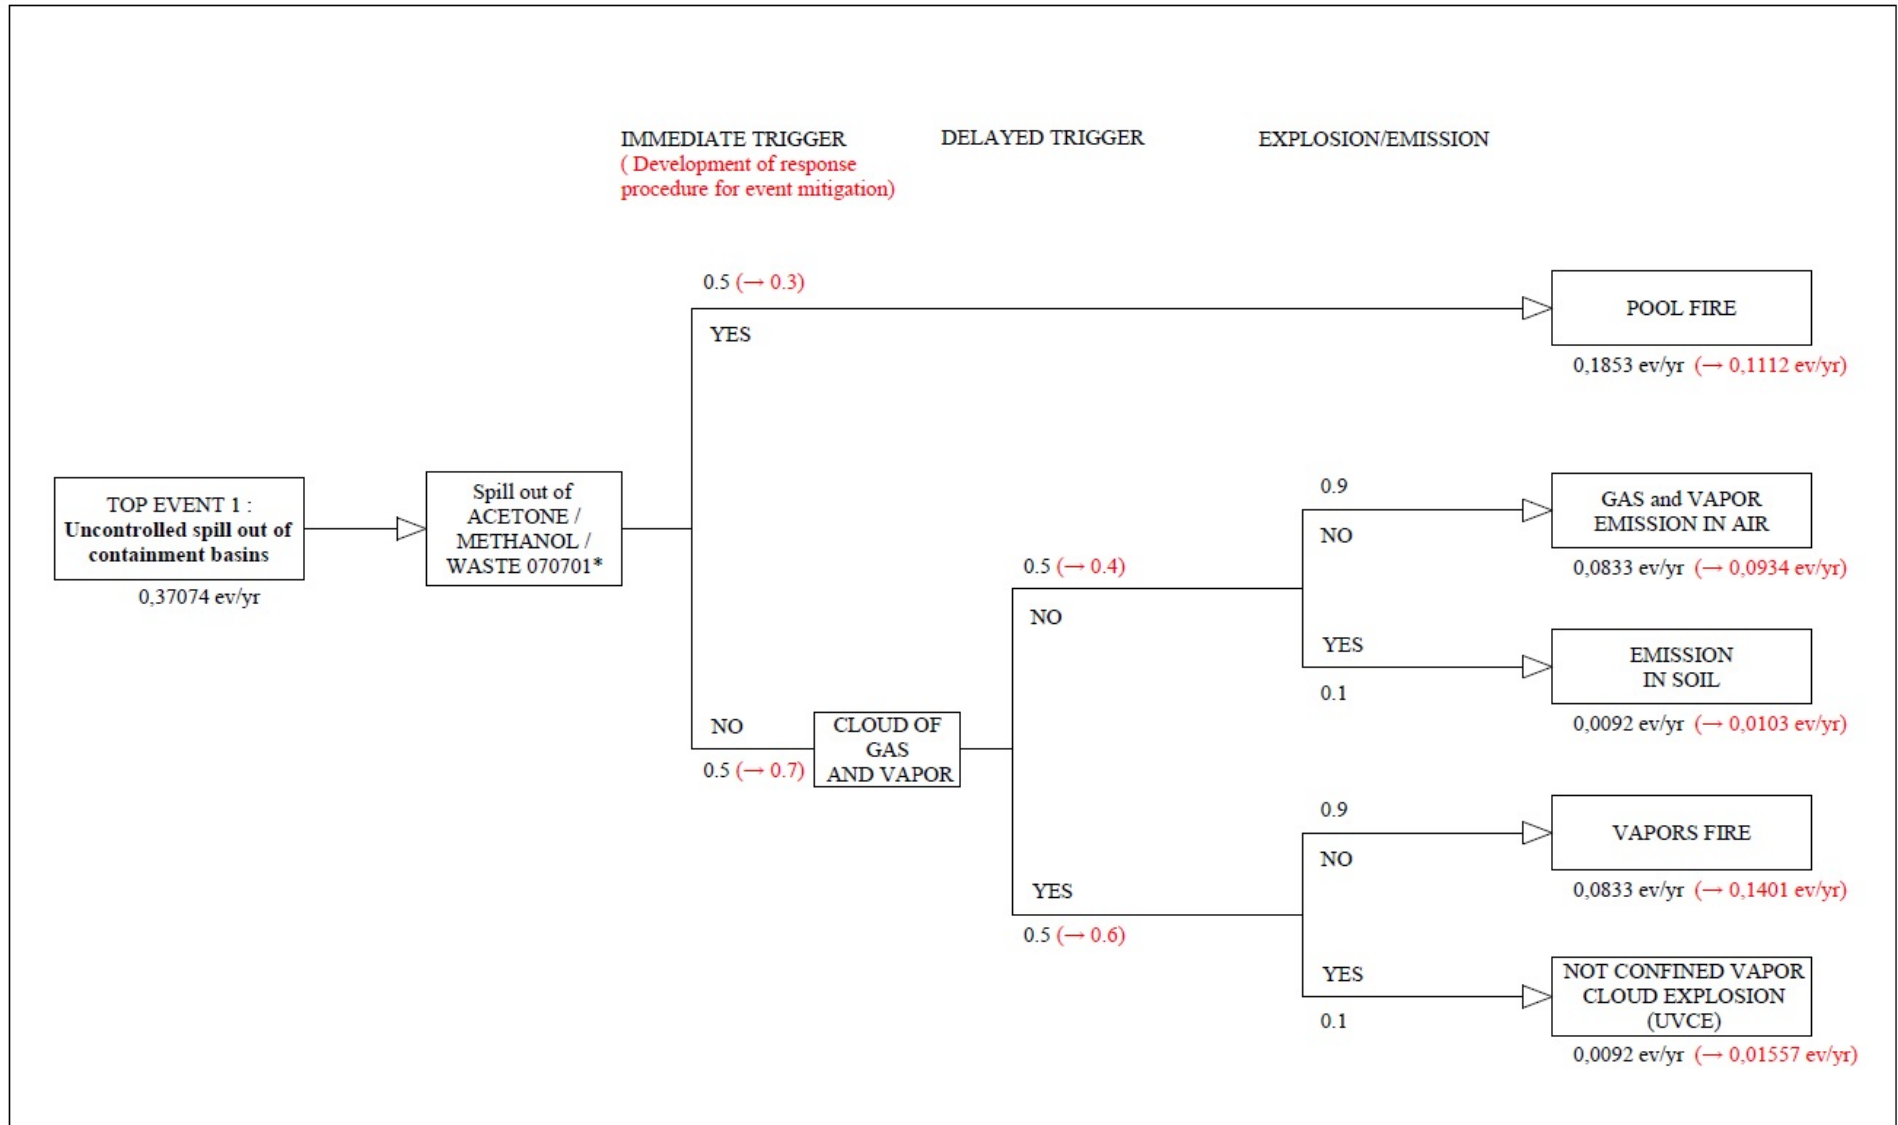 IMMEDIATE TRIGGER
( Development of response
procedure for event mitigation)
DELAYED TRIGGER
EXPLOSION/EMISSION
0.5 (→ 0.3)
YES
POOL FIRE
0,1853 ev/yr (→ 0,1112 ev/yr)
TOP EVENT 1 :
Uncontrolled spill out of
containment basins
0,37074 ev/yr
Spill out of
ACETONE /
METHANOL /
WASTE 070701*
NO
0.5 (→ 0.7)
CLOUD OF
GAS
AND VAPOR
0.5 (→ 0.4)
NO
0.9
NO
GAS and VAPOR
EMISSION IN AIR
0,0833 ev/yr (→ 0,0934 ev/yr)
YES
0.1
EMISSION
IN SOIL
0,0092 ev/yr (→ 0,0103 ev/yr)
YES
0.5 (→ 0.6)
0.9
NO
VAPORS FIRE
0,0833 ev/yr (→ 0,1401 ev/yr)
YES
0.1
NOT CONFINED VAPOR
CLOUD EXPLOSION
(UVCE)
0,0092 ev/yr (→ 0,01557 ev/yr)